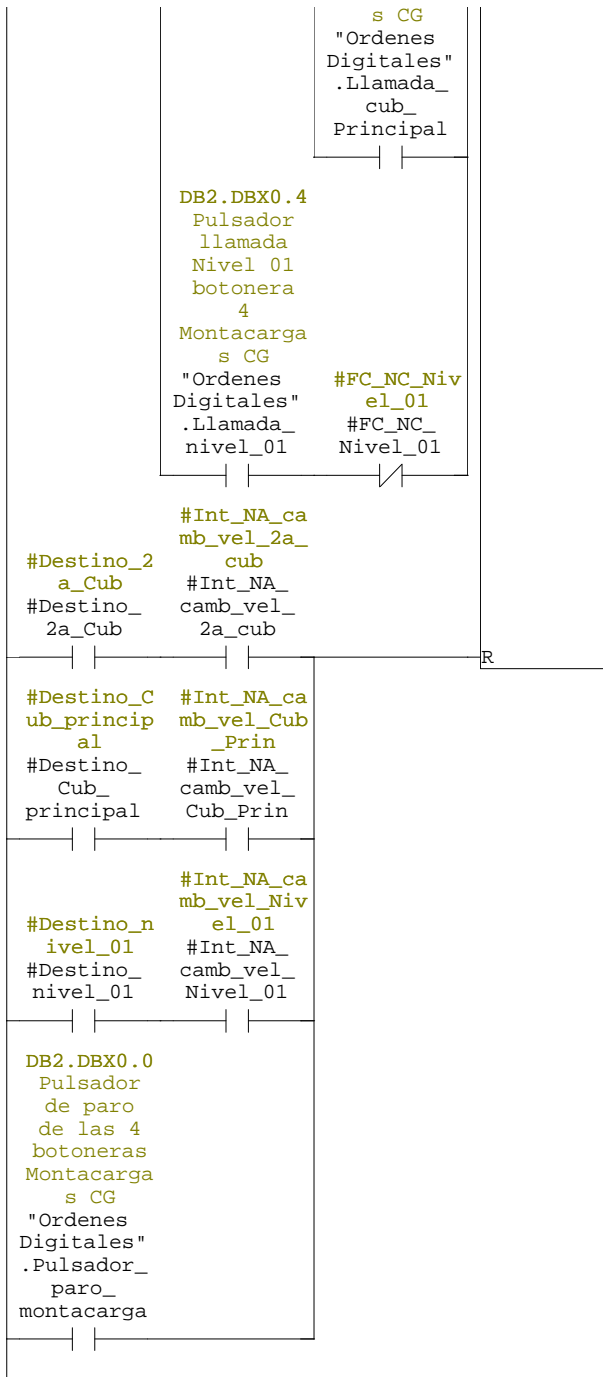 s CG
"Ordenes
Digitales"
.Llamada_
cub_
Principal
DB2.DBX0.4
Pulsador
llamada
Nivel 01
botonera
4
Montacarga
s CG
"Ordenes
Digitales"
.Llamada_
nivel_01
#FC_NC_Niv
el_01
#FC_NC_
Nivel_01
#Destino_2
a_Cub
#Destino_
2a_Cub
#Int_NA_ca
mb_vel_2a_
cub
#Int_NA_
camb_vel_
2a_cub
R
#Destino_C
ub_princip
al
#Destino_
Cub_
principal
#Int_NA_ca
mb_vel_Cub
_Prin
#Int_NA_
camb_vel_
Cub_Prin
#Destino_n
ivel_01
#Destino_
nivel_01
#Int_NA_ca
mb_vel_Niv
el_01
#Int_NA_
camb_vel_
Nivel_01
DB2.DBX0.0
Pulsador
de paro
de las 4
botoneras
Montacarga
s CG
"Ordenes
Digitales"
.Pulsador_
paro_
montacarga